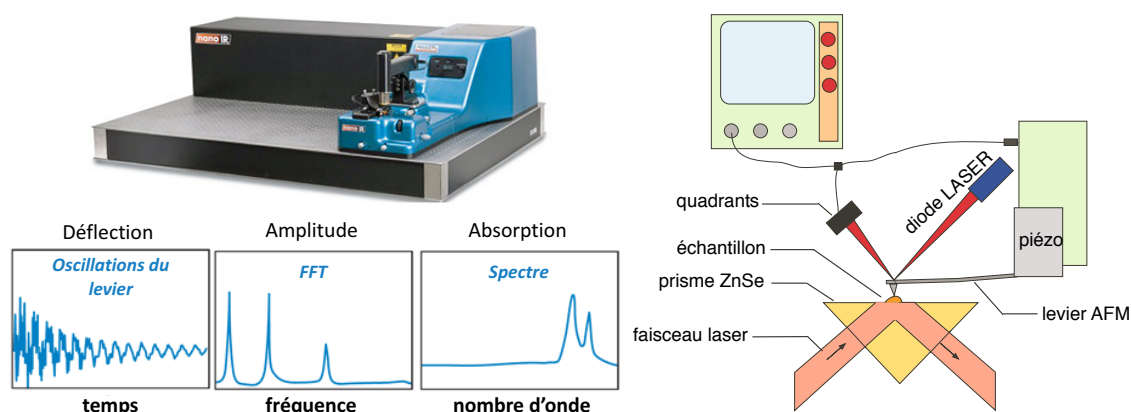 nano IR
nano IR
Déflection
Amplitude
Absorption
Oscillations du
levier
FFT
Spectre
temps
fréquence
nombre d'onde
quadrants
diode LASER
échantillon
piézo
prisme ZnSe
levier AFM
faisceau laser